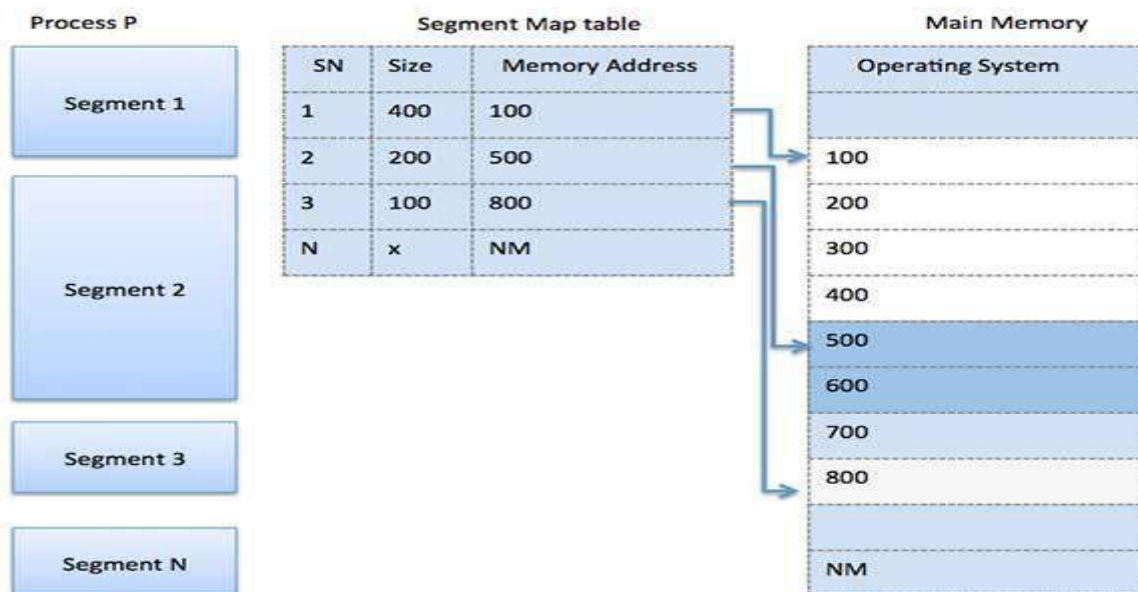 Process P
Segment 1
Segment 2
Segment 3
Segment N
Segment Map table
SN Size Memory Address
1 400 100
2 200 500
3 100 800
N x NM
Main Memory
Operating System
100
200
300
400
500
600
700
800
NM